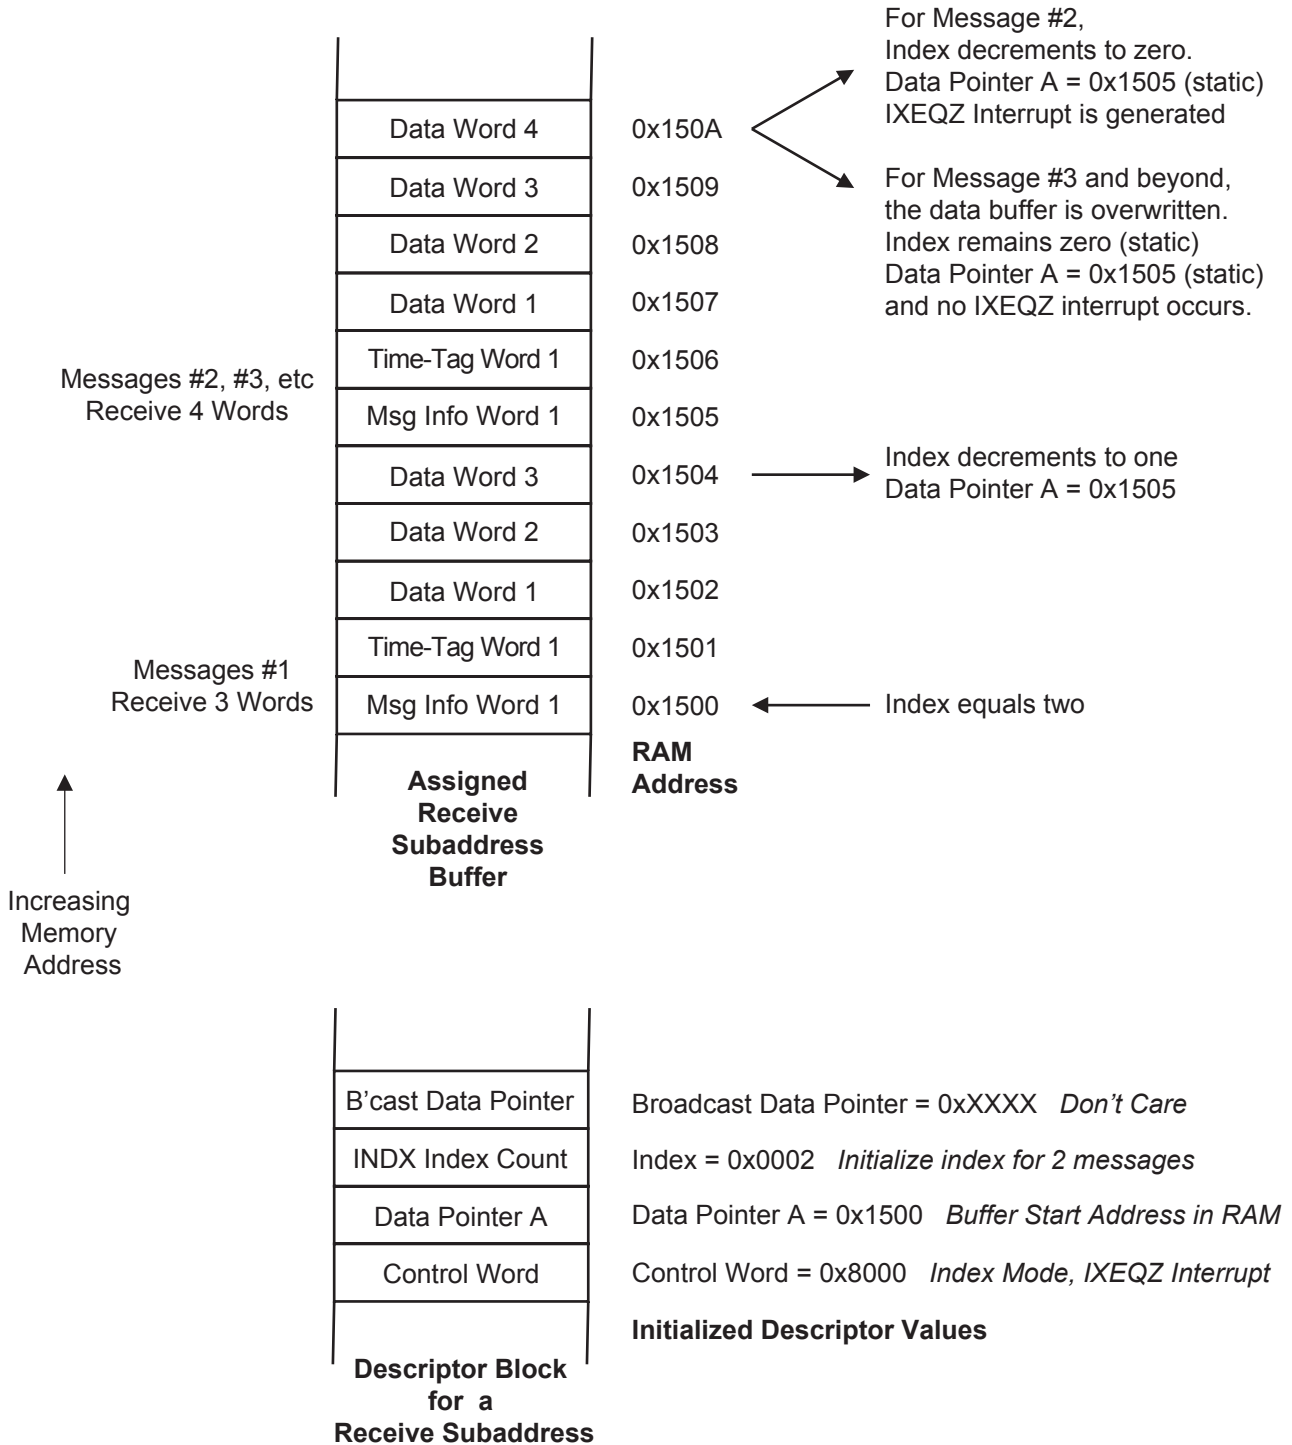 For Message #2,
Index decrements to zero.
Data Pointer A = 0x1505 (static)
IXEQZ Interrupt is generated
Data Word 4 0x150A
For Message #3 and beyond,
the data buffer is overwritten.
Index remains zero (static)
Data Pointer A = 0x1505 (static)
and no IXEQZ interrupt occurs.
Data Word 3 0x1509
Data Word 2 0x1508
Data Word 1 0x1507
Time-Tag Word 1 0x1506
Messages #2, #3, etc
Receive 4 Words
Msg Info Word 1 0x1505
Data Word 3 0x1504
Index decrements to one
Data Pointer A = 0x1505
Data Word 2 0x1503
Data Word 1 0x1502
Time-Tag Word 1 0x1501
Messages #1
Receive 3 Words
Msg Info Word 1 0x1500 Index equals two
RAM
Address
Assigned
Receive
Subaddress
Buffer
Increasing
Memory
Address
B'cast Data Pointer Broadcast Data Pointer = 0xXXXX Don't Care
INDX Index Count Index = 0x0002 Initialize index for 2 messages
Data Pointer A Data Pointer A = 0x1500 Buffer Start Address in RAM
Control Word Control Word = 0x8000 Index Mode, IXEQZ Interrupt
Initialized Descriptor Values
Descriptor Block
for a
Receive Subaddress